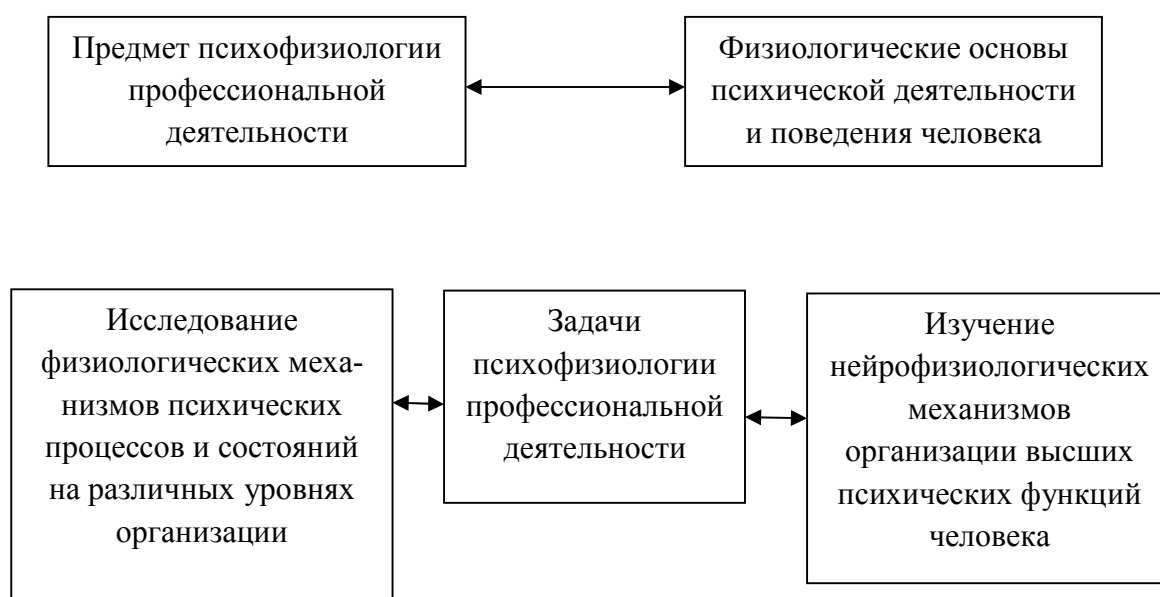 Предмет психофизиологии
профессиональной
деятельности
Физиологические основы
психической деятельности
и поведения человека
Исследование
физиологических меха-
низмов психических
процессов и состояний
на различных уровнях
организации
Задачи
психофизиологии
профессиональной
деятельности
Изучение
нейрофизиологических
механизмов
организации высших
психических функций
человека